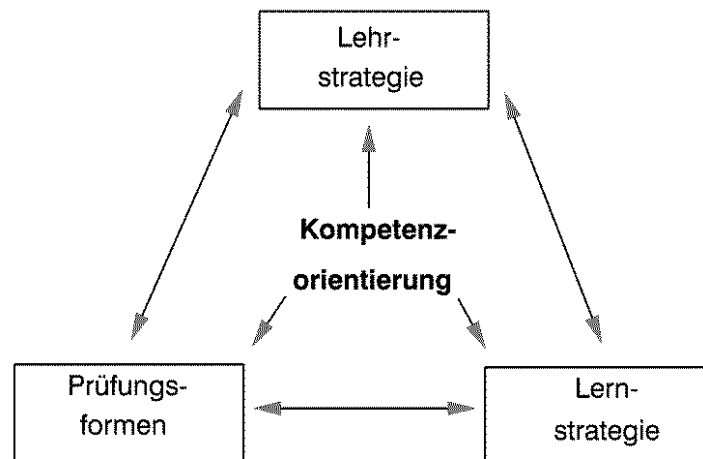 Lehr-
strategie
Kompetenz-
orientierung
Prüfungs-
formen
Lern-
strategie